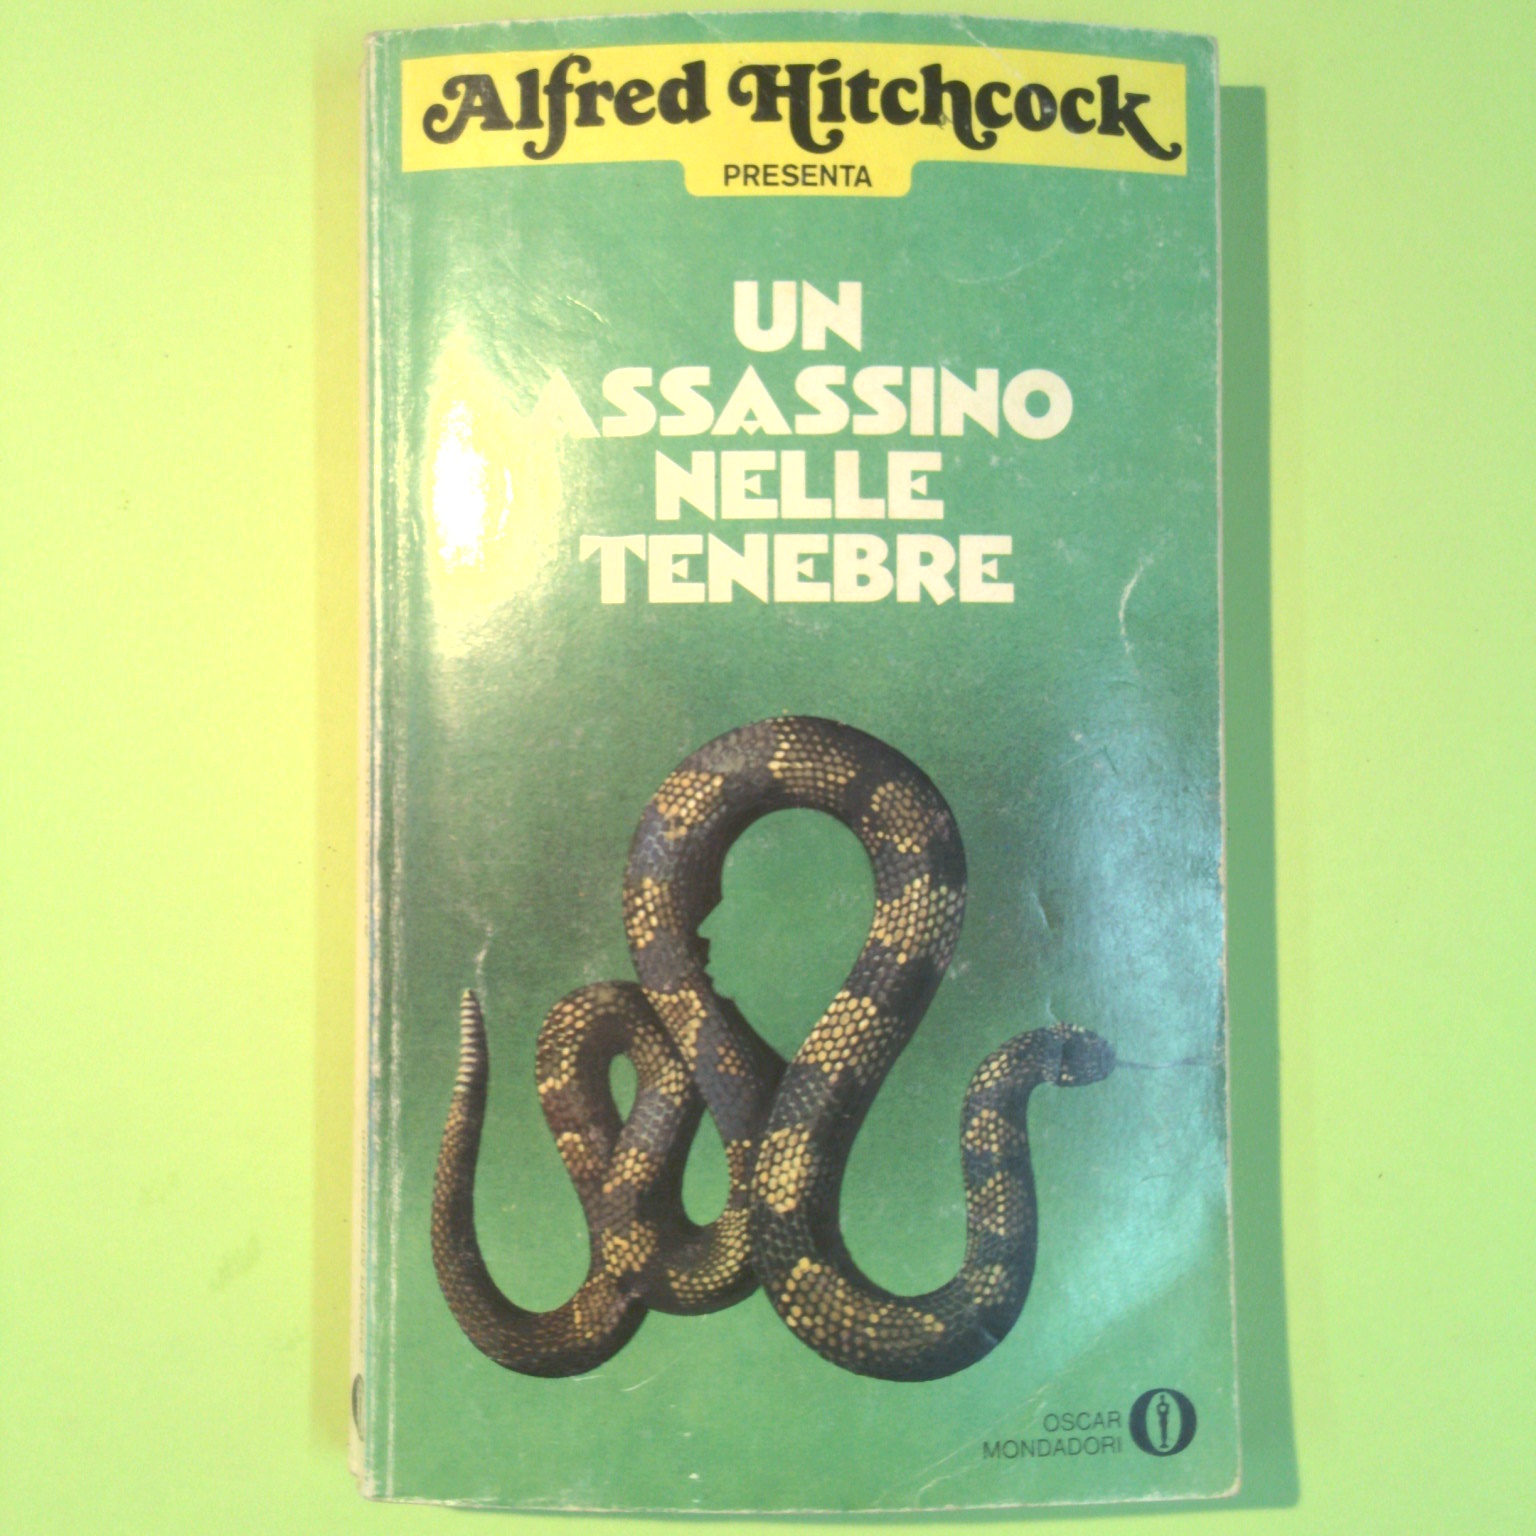 Alfred Hitchcock
PRESENTA
UN
ASSASSINO
NELLE
TENEBRE
OSCAR
MONDADORI